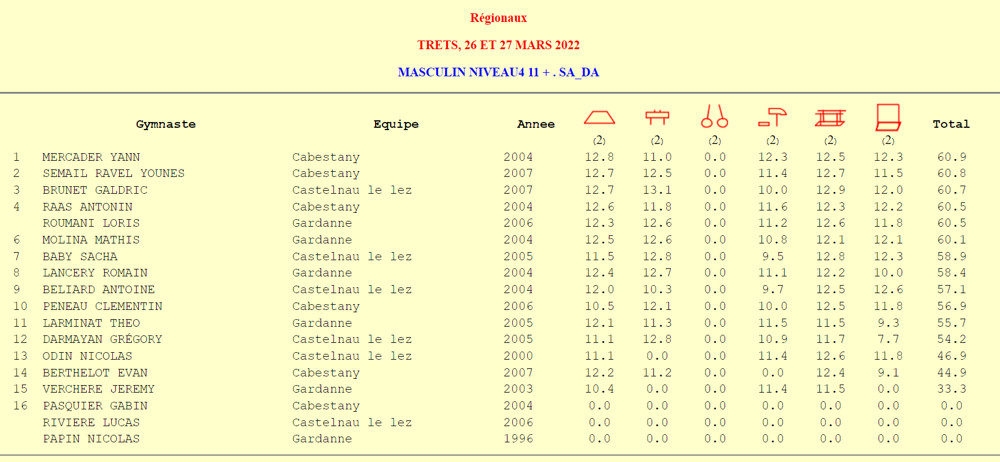 Régionaux
TRETS, 26 ET 27 MARS 2022
MASCULIN NIVEAU4 11 + . SA_DA
Gymnaste Equipe Annee Total
(2) (2) (2) (2) (2) (2)
1 MERCADER YANN Cabestany 2004 12.8 11.0 0.0 12.3 12.5 12.3 60.9
2 SEMAIL RAVEL YOUNES Cabestany 2007 12.7 12.5 0.0 11.4 12.7 11.5 60.8
3 BRUNET GALDRIC Castelnau le lez 2007 12.7 13.1 0.0 10.0 12.9 12.0 60.7
4 RAAS ANTONIN Cabestany 2004 12.6 11.8 0.0 11.6 12.3 12.2 60.5
ROUMANI LORIS Gardanne 2006 12.3 12.6 0.0 11.2 12.6 11.8 60.5
6 MOLINA MATHIS Gardanne 2004 12.5 12.6 0.0 10.8 12.1 12.1 60.1
7 BABY SACHA Castelnau le lez 2005 11.5 12.8 0.0 9.5 12.8 12.3 58.9
8 LANCERY ROMAIN Gardanne 2004 12.4 12.7 0.0 11.1 12.2 10.0 58.4
9 BELIARD ANTOINE Castelnau le lez 2004 12.0 10.3 0.0 9.7 12.5 12.6 57.1
10 PENEAU CLEMENTIN Cabestany 2006 10.5 12.1 0.0 10.0 12.5 11.8 56.9
11 LARMINAT THEO Gardanne 2005 12.1 11.3 0.0 11.5 11.5 9.3 55.7
12 DARMAYAN GRÉGORY Castelnau le lez 2005 11.1 12.8 0.0 10.9 11.7 7.7 54.2
13 ODIN NICOLAS Castelnau le lez 2000 11.1 0.0 0.0 11.4 12.6 11.8 46.9
14 BERTHELOT EVAN Cabestany 2007 12.2 11.2 0.0 0.0 12.4 9.1 44.9
15 VERCHERE JEREMY Gardanne 2003 10.4 0.0 0.0 11.4 11.5 0.0 33.3
16 PASQUIER GABIN Cabestany 2004 0.0 0.0 0.0 0.0 0.0 0.0 0.0
RIVIERE LUCAS Castelnau le lez 2006 0.0 0.0 0.0 0.0 0.0 0.0 0.0
PAPIN NICOLAS Gardanne 1996 0.0 0.0 0.0 0.0 0.0 0.0 0.0